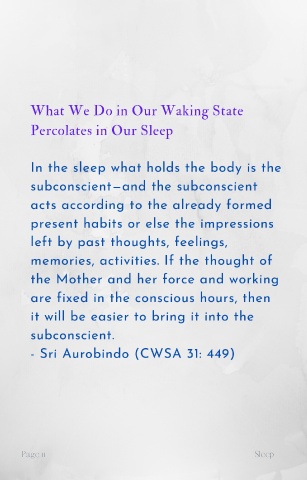 What We Do in Our Waking State
Percolates in Our Sleep
In the sleep what holds the body is the
subconscient—and the subconscient
acts according to the already formed
present habits or else the impressions
left by past thoughts, feelings,
memories, activities. If the thought of
the Mother and her force and working
are fixed in the conscious hours, then
it will be easier to bring it into the
subconscient.
- Sri Aurobindo (CWSA 31: 449)
Page 11
Sleep